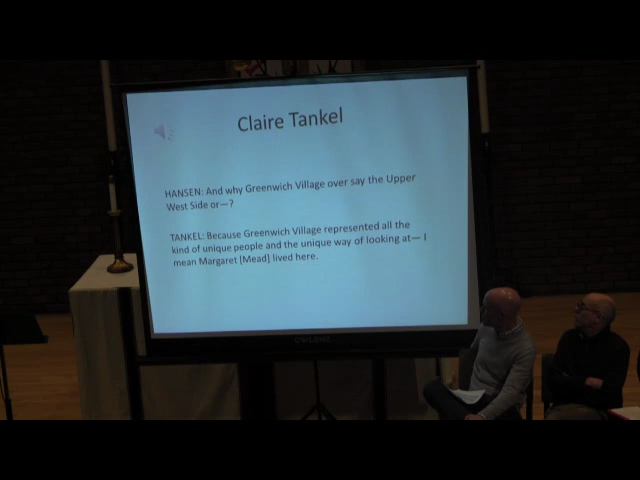 Claire Tankel
HANSEN: And why Greenwich Village over say the Upper
West Side or—?
TANKEL: Because Greenwich Village represented all the
kind of unique people and the unique way of looking at— I
mean Margaret [Mead] lived here.